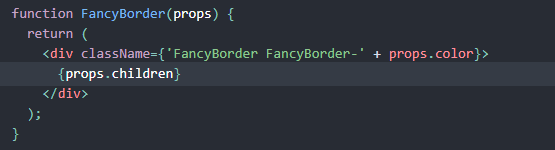 function FancyBorder(props) {
  return (
    <div className={'FancyBorder FancyBorder-' + props.color}>
      {props.children}
    </div>
  );
}